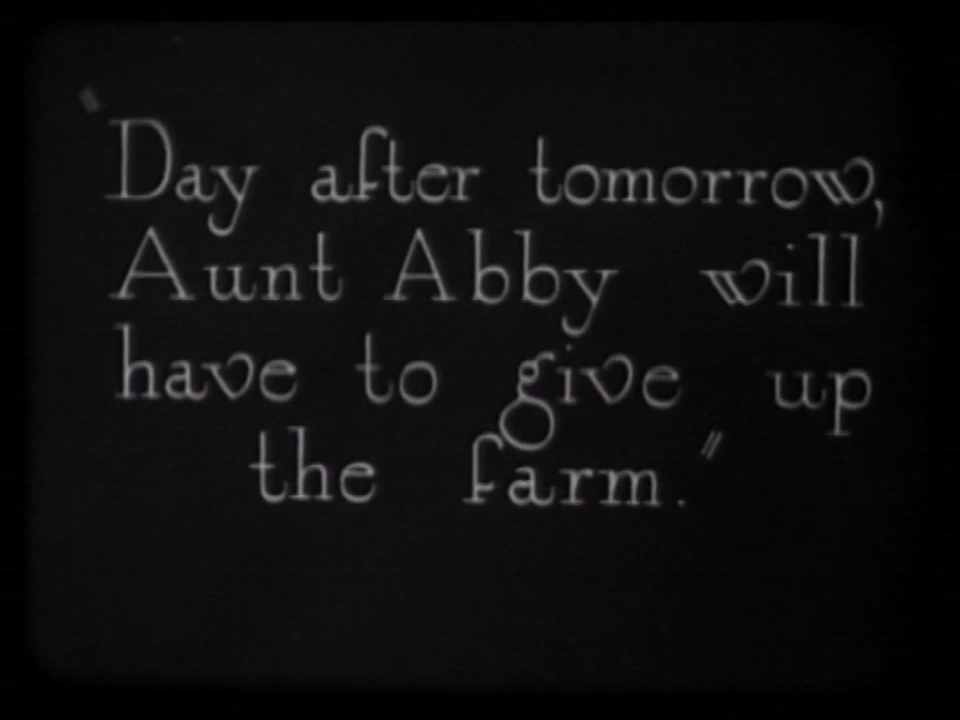 "Day after tomorrow,
Aunt Abby will
have to give up
the farm."